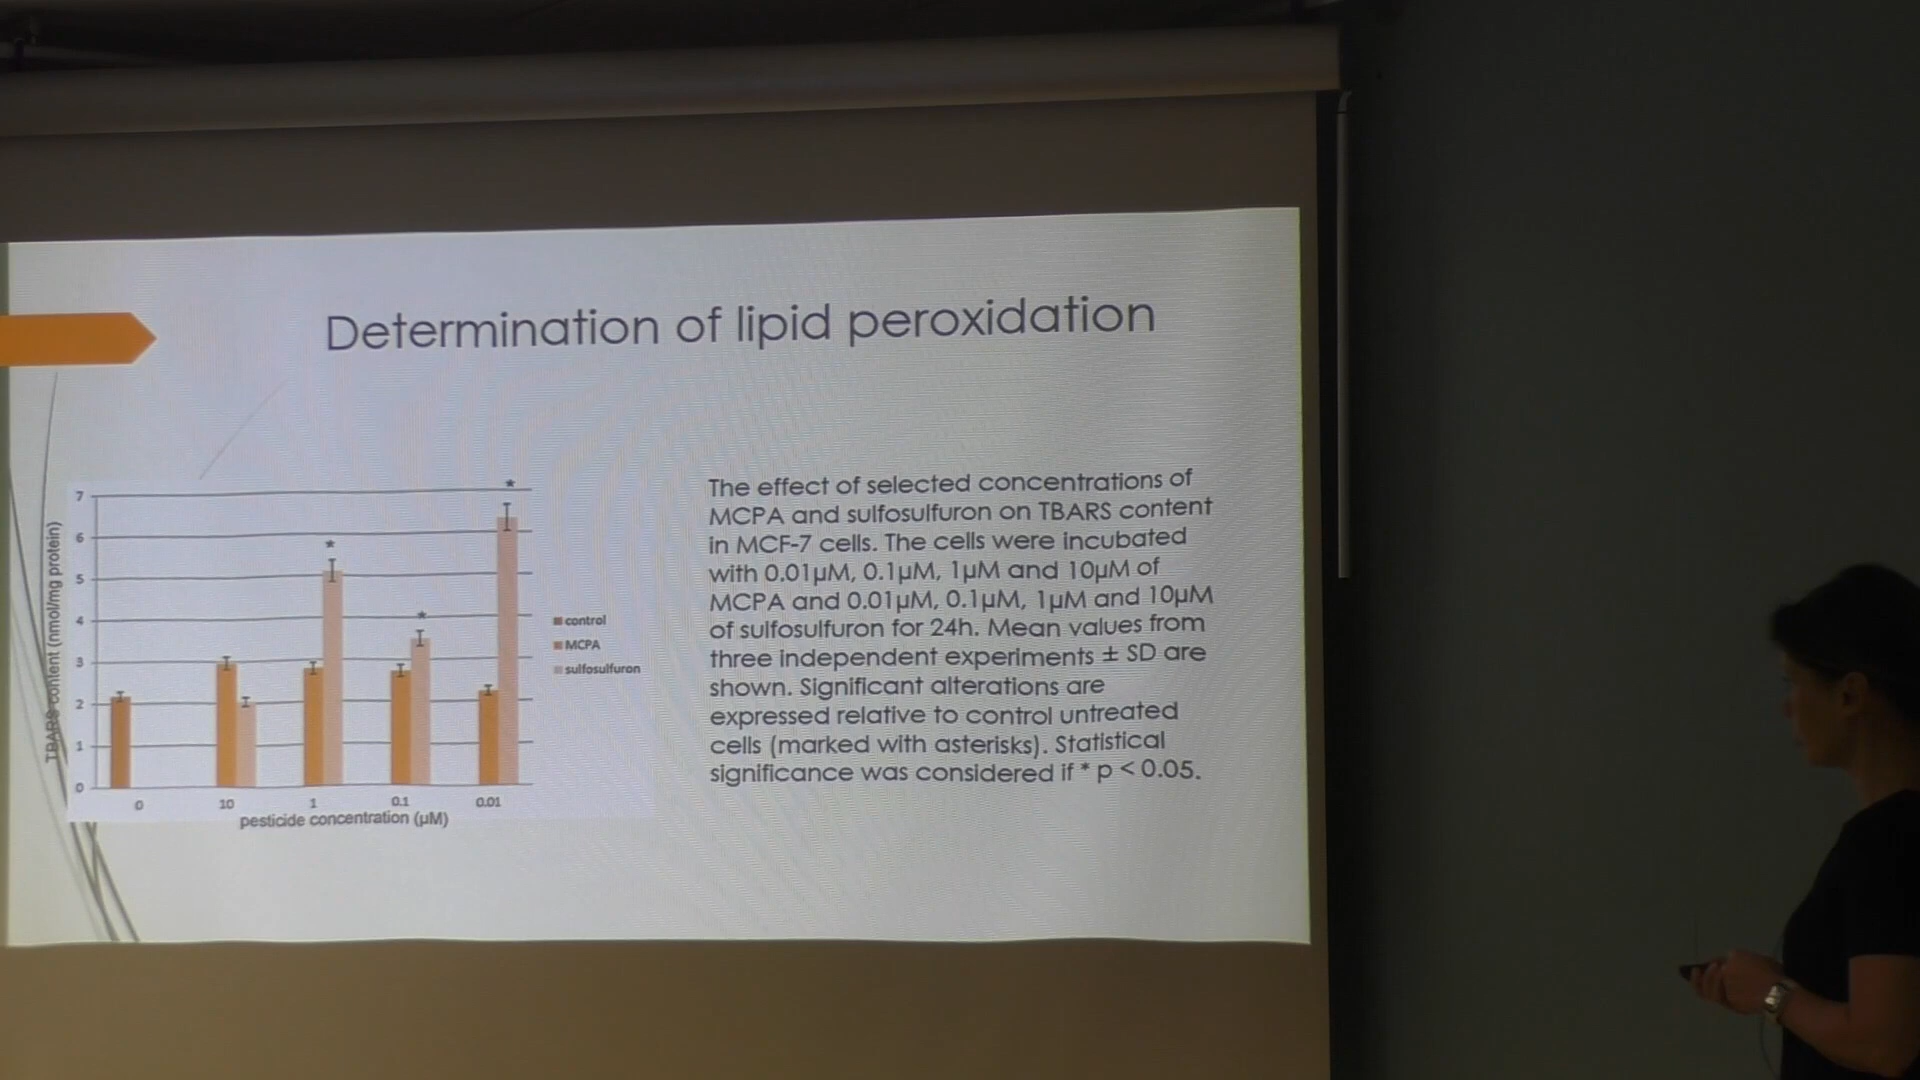 Determination of lipid peroxidation
*
7
6
*
5
4
*
3
2
1
0
TBARS content (nmol/mg protein)
0 10 1 0.1 0.01
pesticide concentration (µM)
control
MCPA
sulfosulfuron
The effect of selected concentrations of
MCPA and sulfosulfuron on TBARS content
in MCF-7 cells. The cells were incubated
with 0.01µM, 0.1µM, 1µM and 10µM of
MCPA and 0.01µM, 0.1µM, 1µM and 10µM
of sulfosulfuron for 24h. Mean values from
three independent experiments ± SD are
shown. Significant alterations are
expressed relative to control untreated
cells (marked with asterisks). Statistical
significance was considered if * p < 0.05.